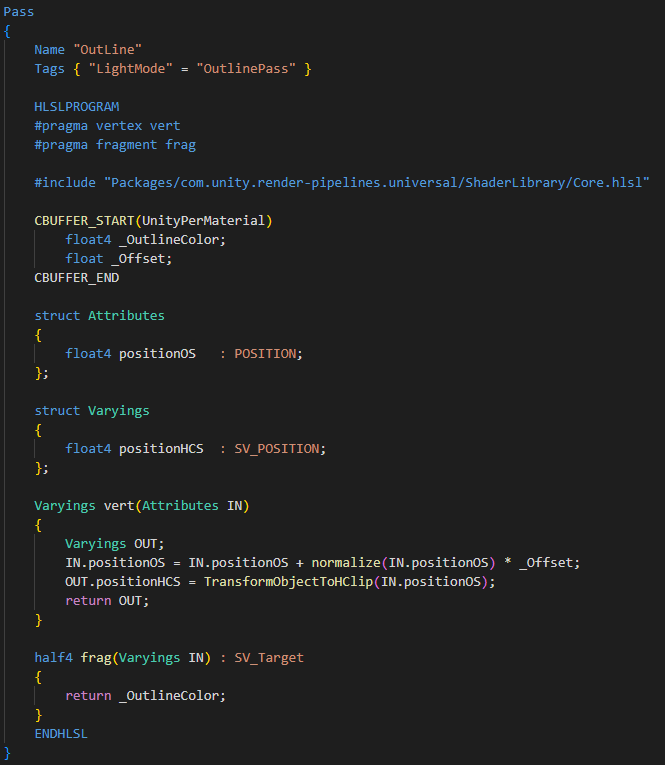 Pass
{
Name "OutLine"
Tags { "LightMode" = "OutlinePass" }
HLSLPROGRAM
#pragma vertex vert
#pragma fragment frag
#include "Packages/com.unity.render-pipelines.universal/ShaderLibrary/Core.hlsl"
CBUFFER_START(UnityPerMaterial)
float4 _OutlineColor;
float _Offset;
CBUFFER_END
struct Attributes
{
float4 positionOS : POSITION;
};
struct Varyings
{
float4 positionHCS : SV_POSITION;
};
Varyings vert(Attributes IN)
{
Varyings OUT;
IN.positionOS = IN.positionOS + normalize(IN.positionOS) * _Offset;
OUT.positionHCS = TransformObjectToHClip(IN.positionOS);
return OUT;
}
half4 frag(Varyings IN) : SV_Target
{
return _OutlineColor;
}
ENDHLSL
}